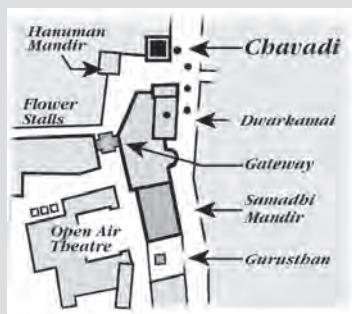 Hanuman
Mandir
Chavadi
Flower
Stalls
Dwarkamai
Gateway
Samadhi
Mandir
Open Air
Theatre
Gurusthan